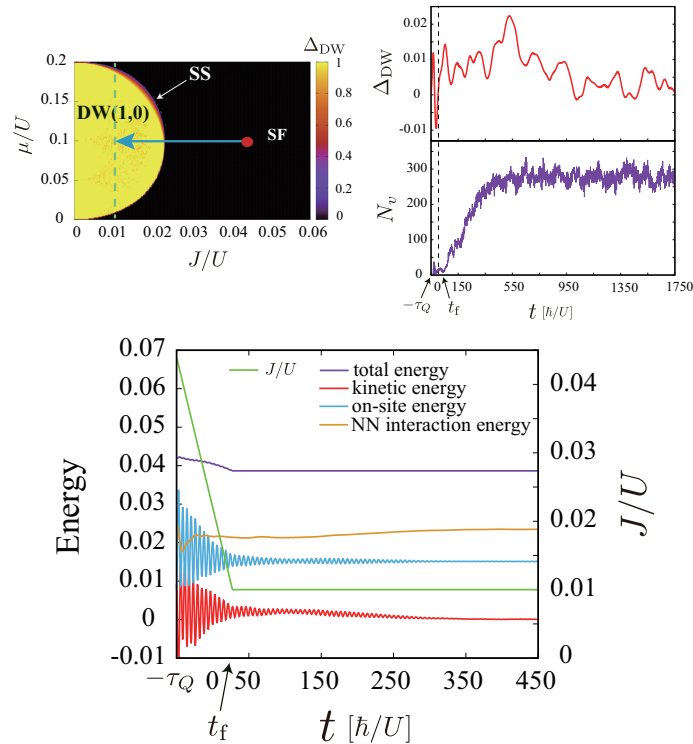 Δ_DW
0.2
0.15
0.1
0.05
0
μ/U
DW(1,0)
SS
SF
1
0.8
0.6
0.4
0.2
0
0 0.01 0.02 0.03 0.04 0.05 0.06
J/U
Δ_DW
0.02
0.01
0
-0.01
N_v
300
200
100
0
0 150 550 950 1350 1750
-τ_Q
t_f
t [ħ/U]
J/U
total energy
kinetic energy
on-site energy
NN interaction energy
Energy
0.07
0.06
0.05
0.04
0.03
0.02
0.01
0
-0.01
J/U
0.04
0.03
0.02
0.01
0
-τ_Q 0 50 150 250 350 450
t_f
t [ħ/U]